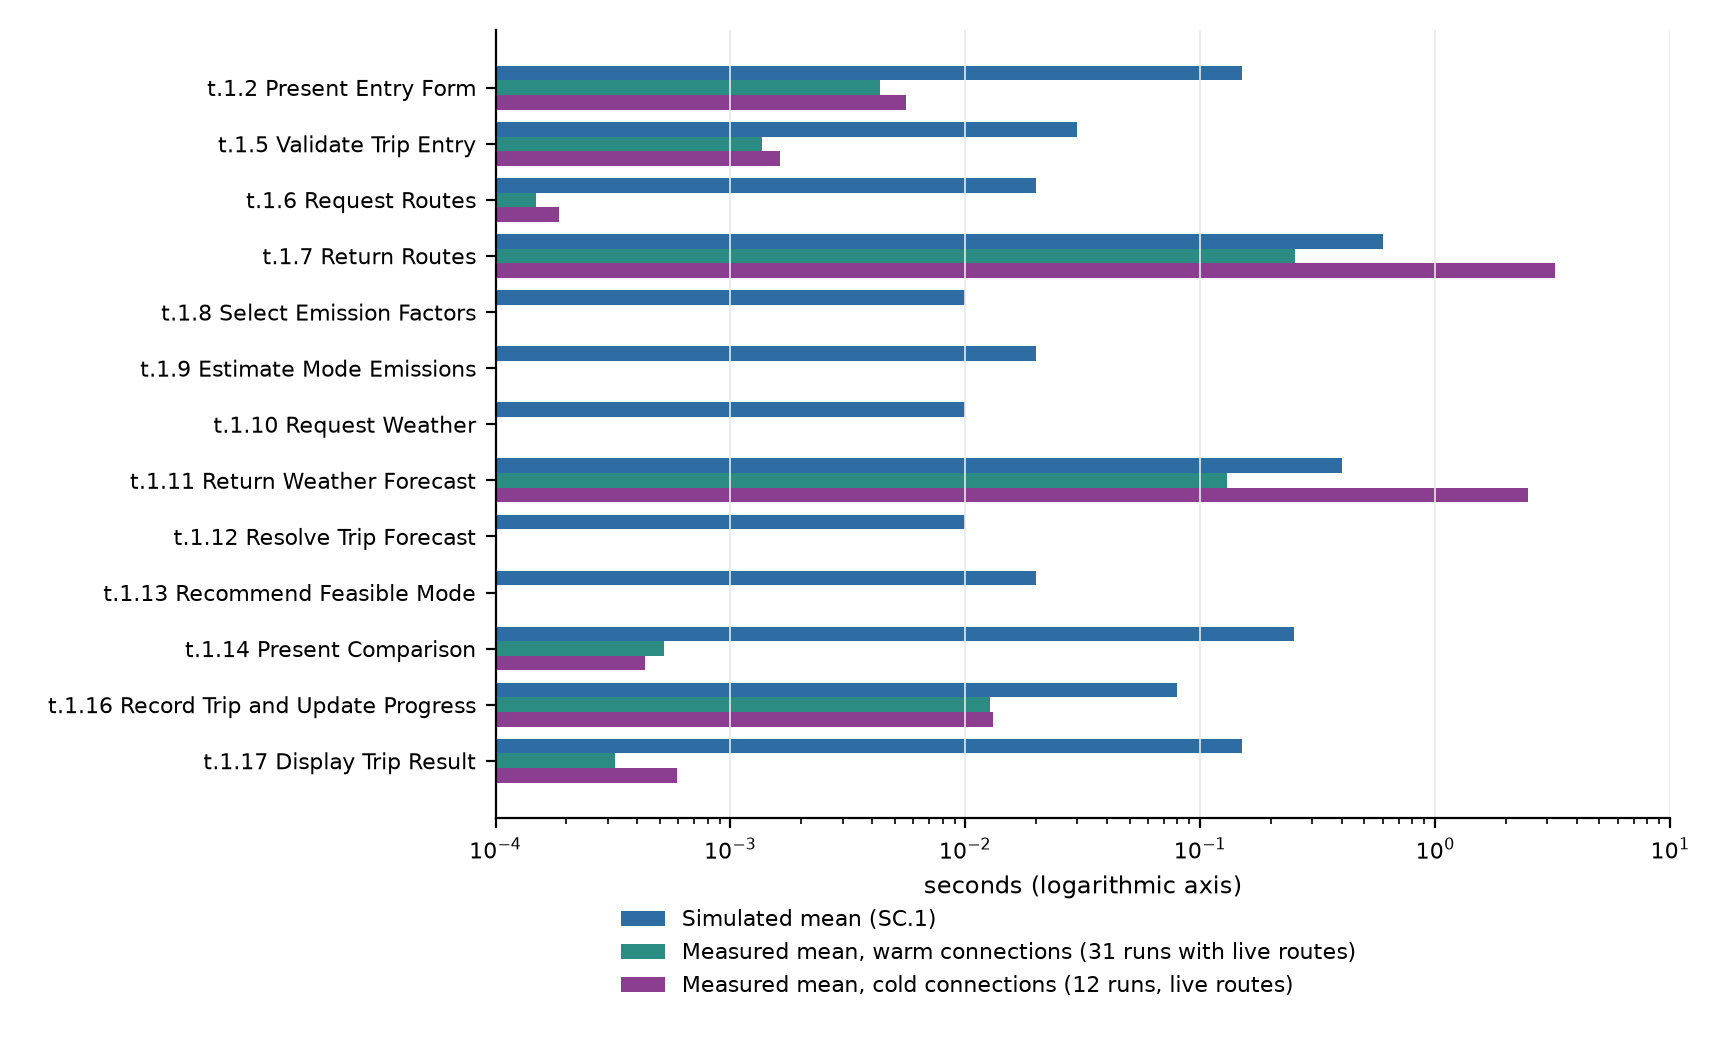 t.1.2 Present Entry Form
t.1.5 Validate Trip Entry
t.1.6 Request Routes
t.1.7 Return Routes
t.1.8 Select Emission Factors
t.1.9 Estimate Mode Emissions
t.1.10 Request Weather
t.1.11 Return Weather Forecast
t.1.12 Resolve Trip Forecast
t.1.13 Recommend Feasible Mode
t.1.14 Present Comparison
t.1.16 Record Trip and Update Progress
t.1.17 Display Trip Result
10⁻⁴ 10⁻³ 10⁻² 10⁻¹ 10⁰ 10¹
seconds (logarithmic axis)
Simulated mean (SC.1)
Measured mean, warm connections (31 runs with live routes)
Measured mean, cold connections (12 runs, live routes)